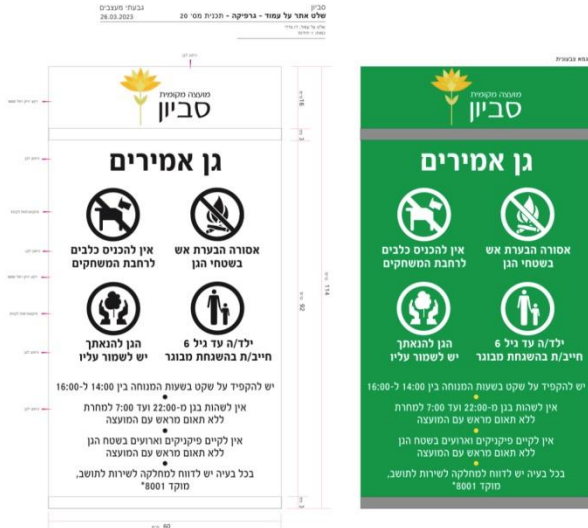 סביון
שלט אתר על עמוד - גרפיקה - תכנית מס׳ 20
גבעתי מעצבים
26.03.2023
מועצה מקומית
סביון
גן אמירים
אסורה הבערת אש
בשטחי הגן
אין להכניס כלבים
לרחבת המשחקים
ילד/ה עד גיל 6
חייב/ת בהשגחת מבוגר
הגן להנאתך
יש לשמור עליו
יש להקפיד על שקט בשעות המנוחה בין 14:00 ל-16:00
אין לשהות בגן מ-22:00 ועד 7:00 למחרת
ללא תאום מראש עם המועצה
אין לקיים פיקניקים וארועים בשטח הגן
ללא תאום מראש עם המועצה
בכל בעיה יש לדווח למחלקה לשירות לתושב,
מוקד 8001*
16
92
114
60
מועצה מקומית
סביון
גן אמירים
אסורה הבערת אש
בשטחי הגן
אין להכניס כלבים
לרחבת המשחקים
ילד/ה עד גיל 6
חייב/ת בהשגחת מבוגר
הגן להנאתך
יש לשמור עליו
יש להקפיד על שקט בשעות המנוחה בין 14:00 ל-16:00
אין לשהות בגן מ-22:00 ועד 7:00 למחרת
ללא תאום מראש עם המועצה
אין לקיים פיקניקים וארועים בשטח הגן
ללא תאום מראש עם המועצה
בכל בעיה יש לדווח למחלקה לשירות לתושב,
מוקד 8001*